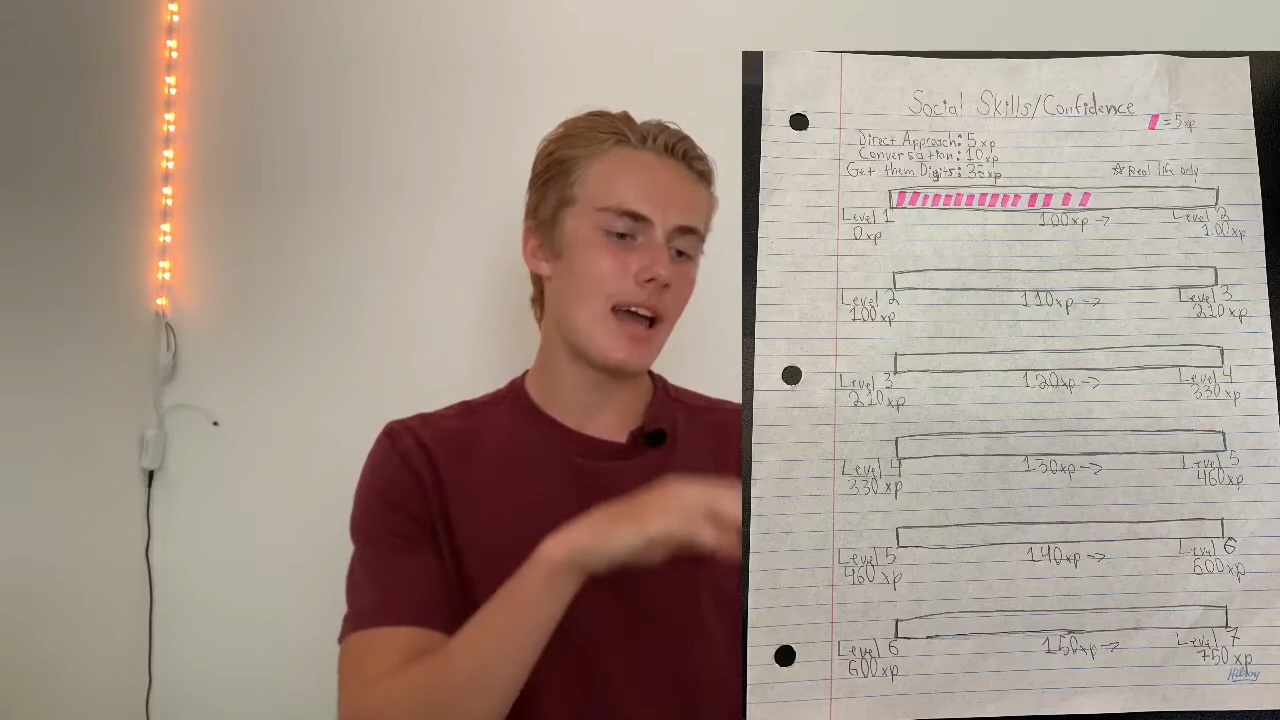 Social Skills/Confidence
= 5xp
Direct Approach: 5xp
Conversation: 10xp
Get them Digits: 35xp
☆Real life only
Level 1 100xp → Level 2
0xp 100xp
Level 2 110xp → Level 3
100xp 210xp
Level 3 120xp → Level 4
210xp 330xp
Level 4 130xp → Level 5
330xp 460xp
Level 5 140xp → Level 6
460xp 600xp
Level 6 150xp → Level 7
600xp 750xp
Hilroy